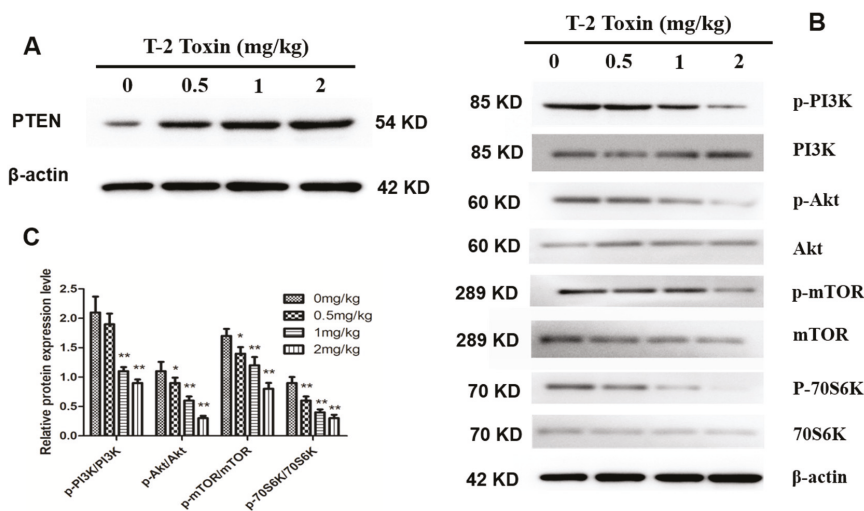 A
T-2 Toxin (mg/kg)
0 0.5 1 2
PTEN 54 KD
β-actin 42 KD
B
T-2 Toxin (mg/kg)
0 0.5 1 2
85 KD p-PI3K
85 KD PI3K
60 KD p-Akt
60 KD Akt
289 KD p-mTOR
289 KD mTOR
70 KD P-70S6K
70 KD 70S6K
42 KD β-actin
C
Relative protein expression levle
2.5
2.0
1.5
1.0
0.5
0.0
0mg/kg
0.5mg/kg
1mg/kg
2mg/kg
** **
* ** **
* ** **
** ** **
p-PI3K/PI3K
p-Akt/Akt
p-mTOR/mTOR
p-70S6K/70S6K